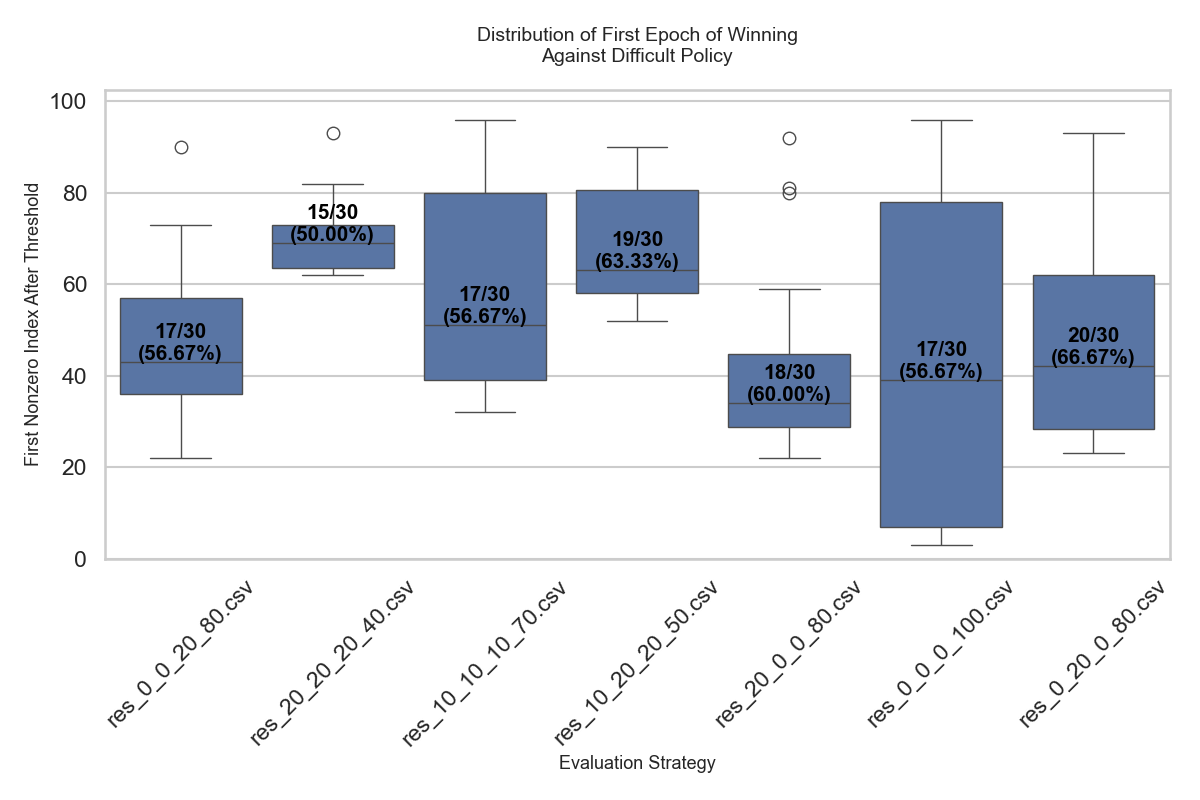 Distribution of First Epoch of Winning
Against Difficult Policy
First Nonzero Index After Threshold
100
80
60
40
20
0
17/30
(56.67%)
15/30
(50.00%)
17/30
(56.67%)
19/30
(63.33%)
18/30
(60.00%)
17/30
(56.67%)
20/30
(66.67%)
res_0_0_20_80.csv
res_20_20_20_40.csv
res_10_10_10_70.csv
res_10_20_20_50.csv
res_20_0_0_80.csv
res_0_0_0_100.csv
res_0_20_0_80.csv
Evaluation Strategy